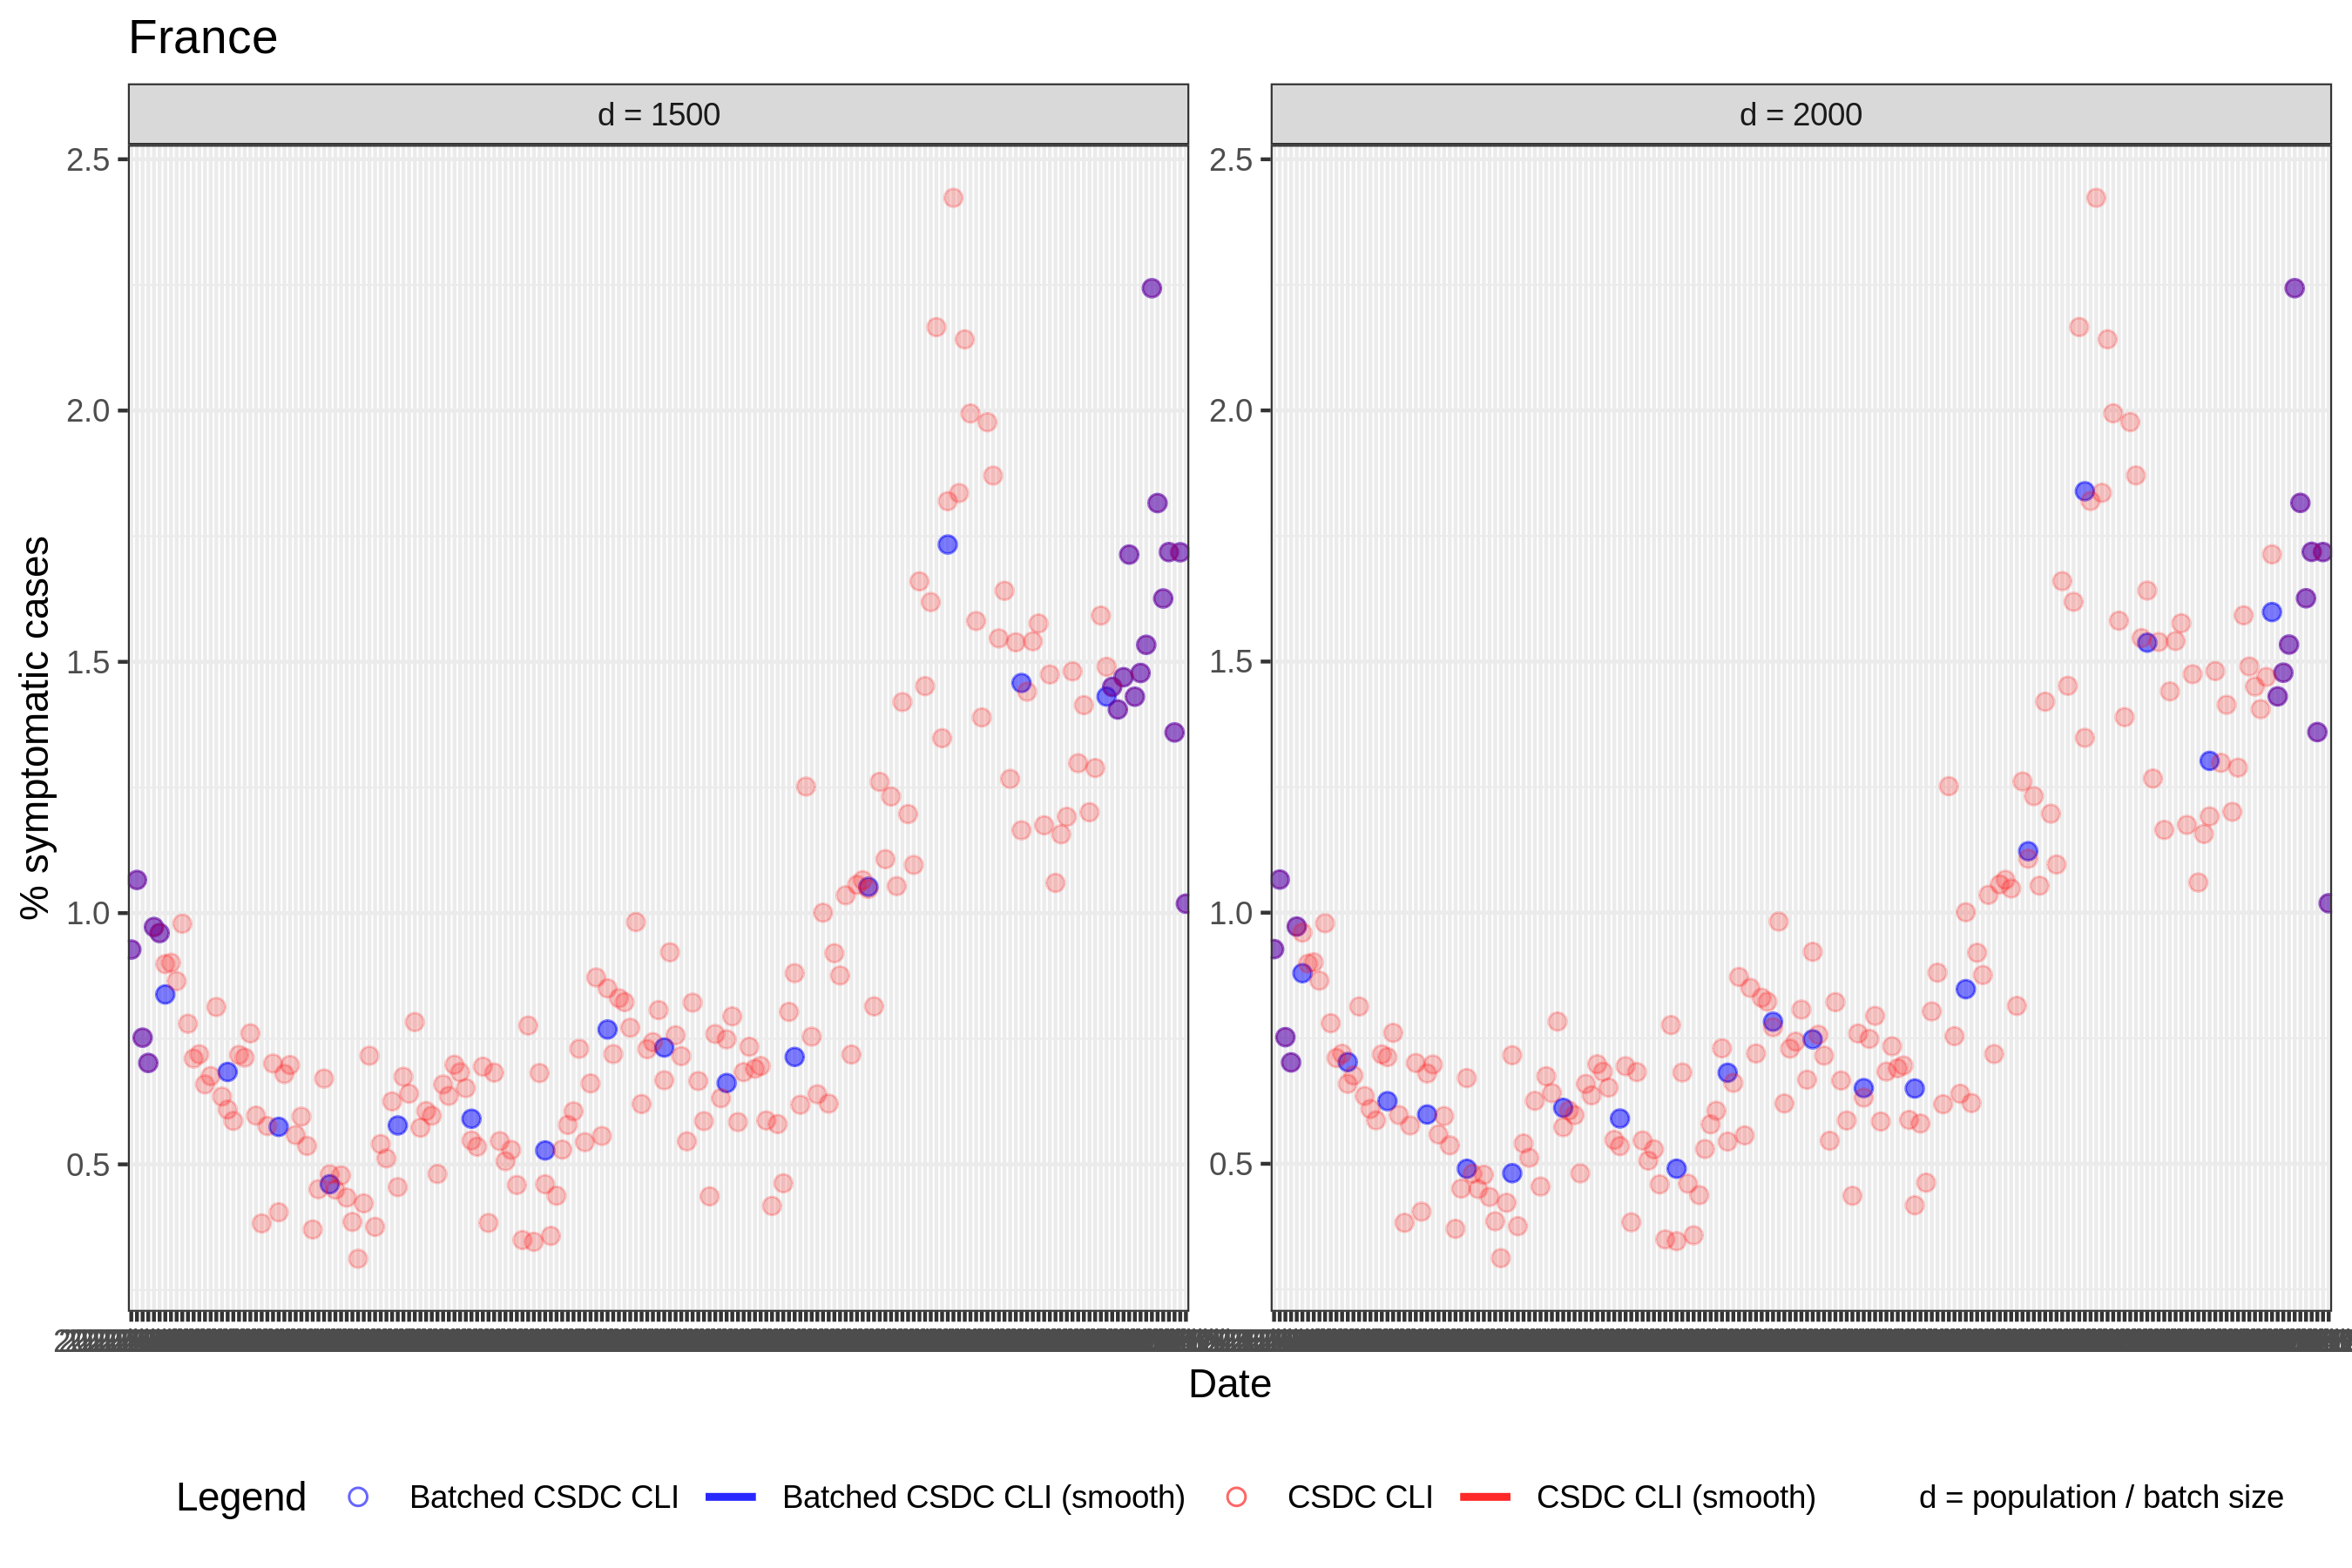 France
d = 1500
d = 2000
2.5
2.0
1.5
1.0
0.5
2.5
2.0
1.5
1.0
0.5
% symptomatic cases
Date
Legend Batched CSDC CLI Batched CSDC CLI (smooth) CSDC CLI CSDC CLI (smooth) d = population / batch size